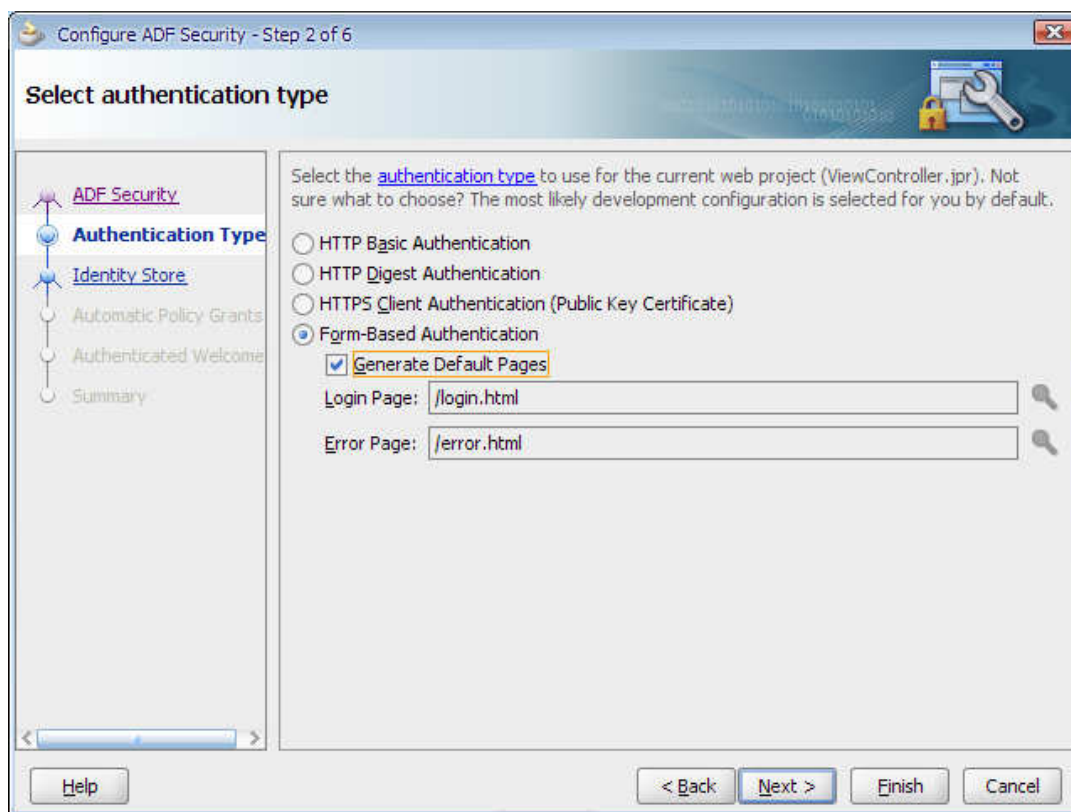 Configure ADF Security - Step 2 of 6
Select authentication type
ADF Security
Authentication Type
Identity Store
Automatic Policy Grants
Authenticated Welcome
Summary
Select the authentication type to use for the current web project (ViewController.jpr). Not
sure what to choose? The most likely development configuration is selected for you by default.
HTTP Basic Authentication
HTTP Digest Authentication
HTTPS Client Authentication (Public Key Certificate)
Form-Based Authentication
Generate Default Pages
Login Page: /login.html
Error Page: /error.html
Help
< Back
Next >
Finish
Cancel